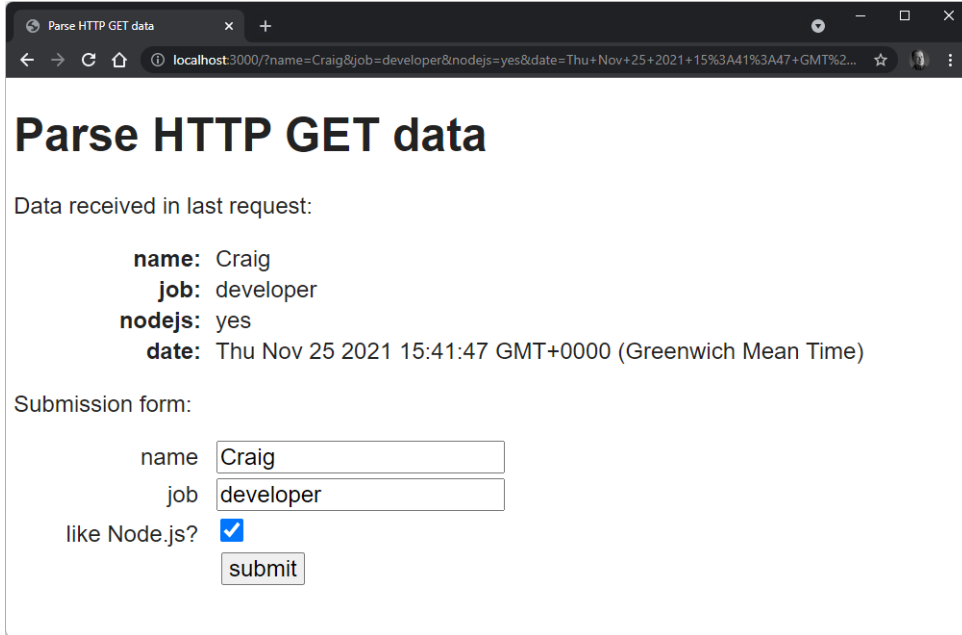 Parse HTTP GET data
localhost:3000/?name=Craig&job=developer&nodejs=yes&date=Thu+Nov+25+2021+15%3A41%3A47+GMT%2...
Parse HTTP GET data
Data received in last request:
name: Craig
job: developer
nodejs: yes
date: Thu Nov 25 2021 15:41:47 GMT+0000 (Greenwich Mean Time)
Submission form:
name Craig
job developer
like Node.js?
submit